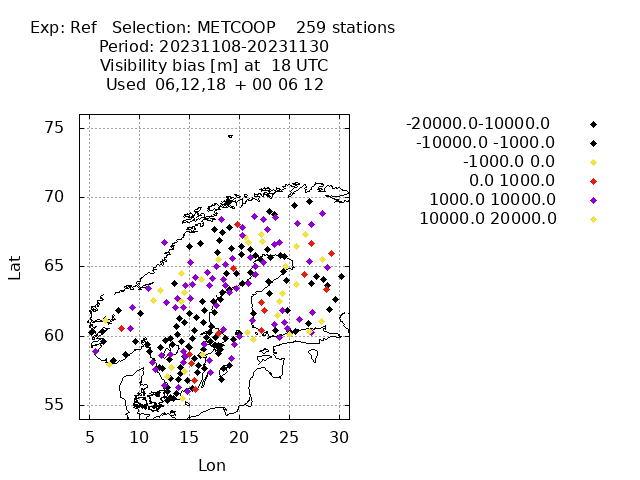 Exp: Ref   Selection: METCOOP    259 stations
Period: 20231108-20231130
Visibility bias [m] at  18 UTC
Used  06,12,18  + 00 06 12
-20000.0-10000.0
-10000.0 -1000.0
-1000.0 0.0
0.0 1000.0
1000.0 10000.0
10000.0 20000.0
75
70
65
60
55
Lat
5 10 15 20 25 30
Lon